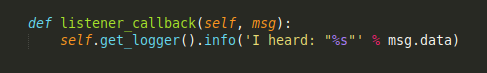 def listener_callback(self, msg):
    self.get_logger().info('I heard: "%s"' % msg.data)